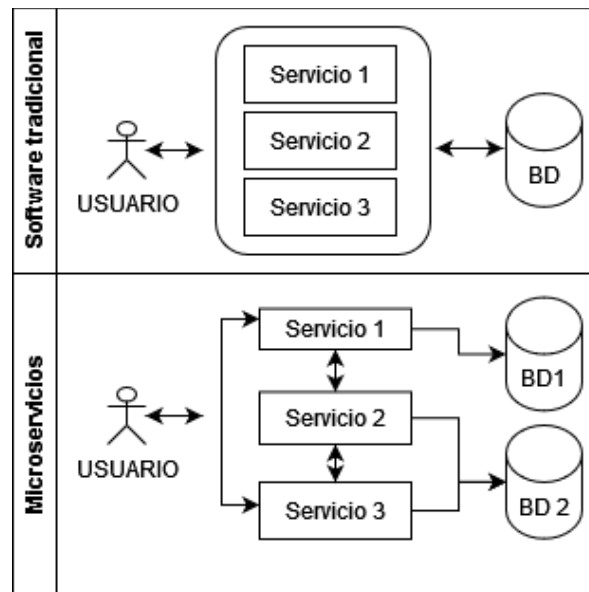 Software tradicional
Servicio 1
Servicio 2
Servicio 3
USUARIO
BD
Microservicios
Servicio 1
Servicio 2
Servicio 3
USUARIO
BD1
BD 2